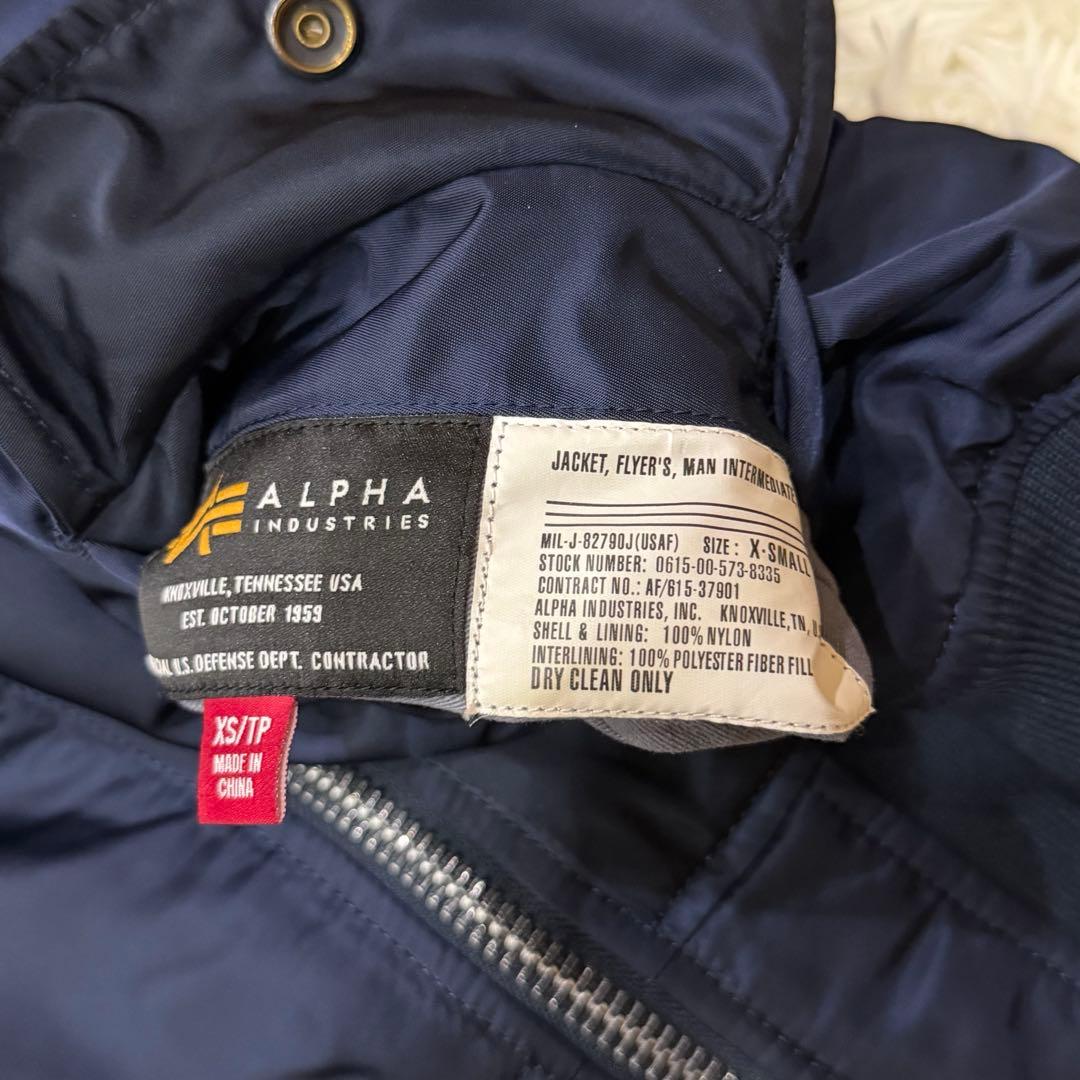 ALPHA
INDUSTRIES
KNOXVILLE, TENNESSEE USA
EST. OCTOBER 1959
U.S. DEFENSE DEPT. CONTRACTOR
JACKET, FLYER'S, MAN INTERMEDIATE
MIL-J-82790J(USAF) SIZE: X-SMALL
STOCK NUMBER: 0615-00-573-8335
CONTRACT NO.: AF/615-37901
ALPHA INDUSTRIES, INC. KNOXVILLE, TN,
SHELL & LINING: 100% NYLON
INTERLINING: 100% POLYESTER FIBER FILL
DRY CLEAN ONLY
XS/TP
MADE IN
CHINA